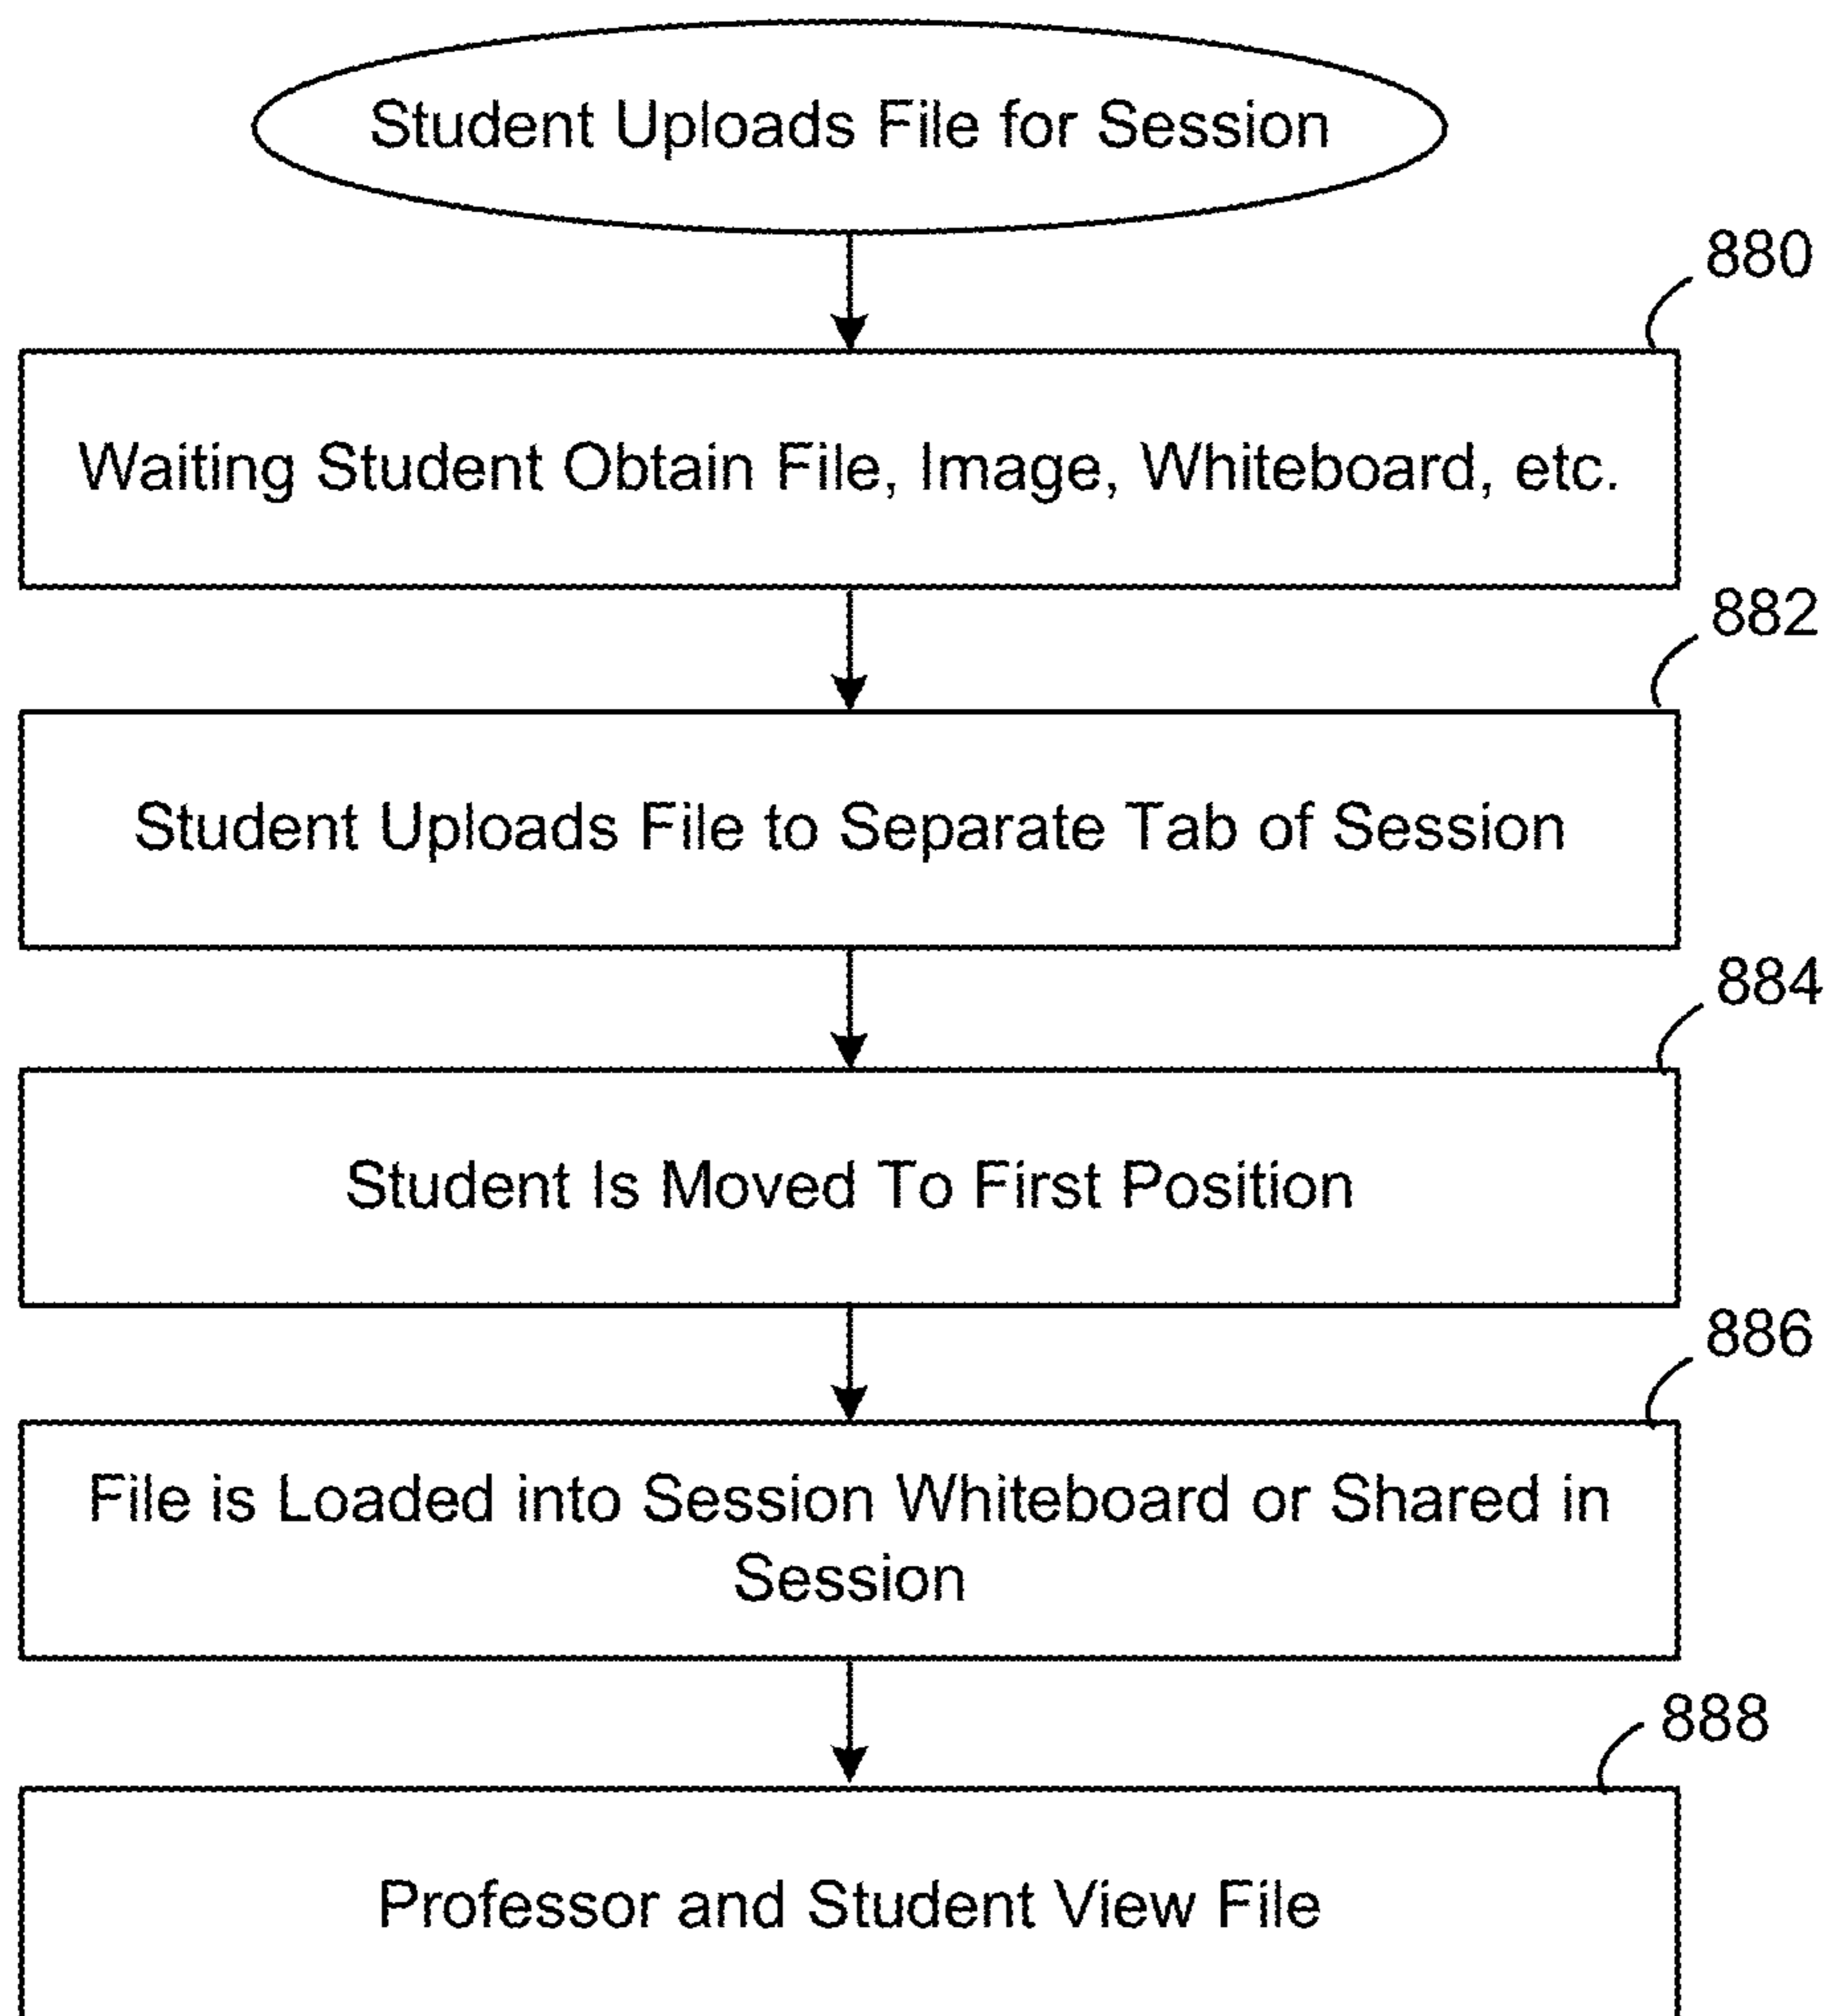 Student Uploads File for Session
880
Waiting Student Obtain File, Image, Whiteboard, etc.
882
Student Uploads File to Separate Tab of Session
884
Student Is Moved To First Position
886
File is Loaded into Session Whiteboard or Shared in
Session
888
Professor and Student View File